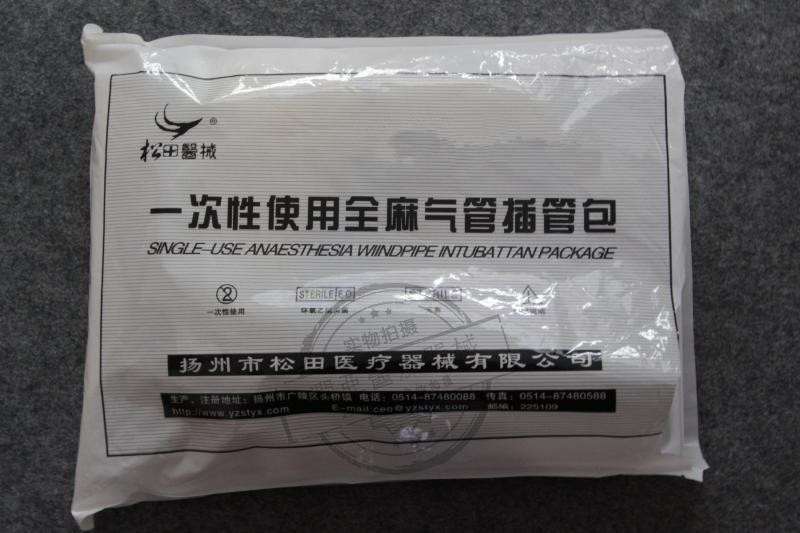 ®
松田醫械
一次性使用全麻气管插管包
SINGLE-USE ANAESTHESIA WIINDPIPE INTUBATTAN PACKAGE
2
STERILE EO
一次性使用
扬州市松田医疗器械有限公司
生产、注册地址：扬州市广陵区头桥镇 电话：0514-87480088 传真：0514-87480588
http://www.yzstyx.com E-mail:ceo@yzstyx.com 邮编：225109
实物拍摄